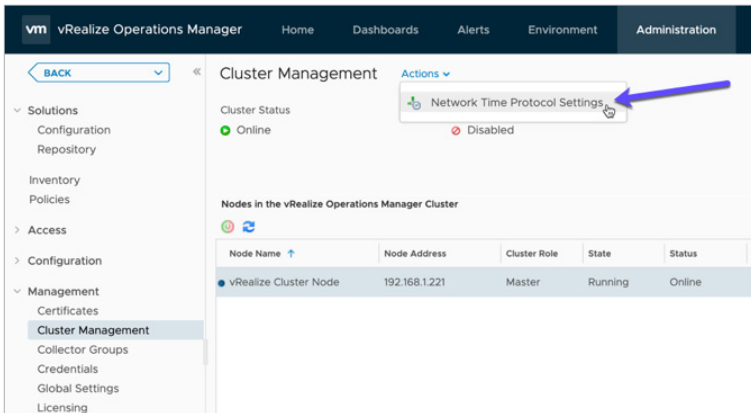 vm vRealize Operations Manager Home Dashboards Alerts Environment Administration
BACK
Solutions
Configuration
Repository
Inventory
Policies
Access
Configuration
Management
Certificates
Cluster Management
Collector Groups
Credentials
Global Settings
Licensing
Cluster Management Actions
Network Time Protocol Settings
Cluster Status
Online Disabled
Nodes in the vRealize Operations Manager Cluster
Node Name Node Address Cluster Role State Status
vRealize Cluster Node 192.168.1.221 Master Running Online